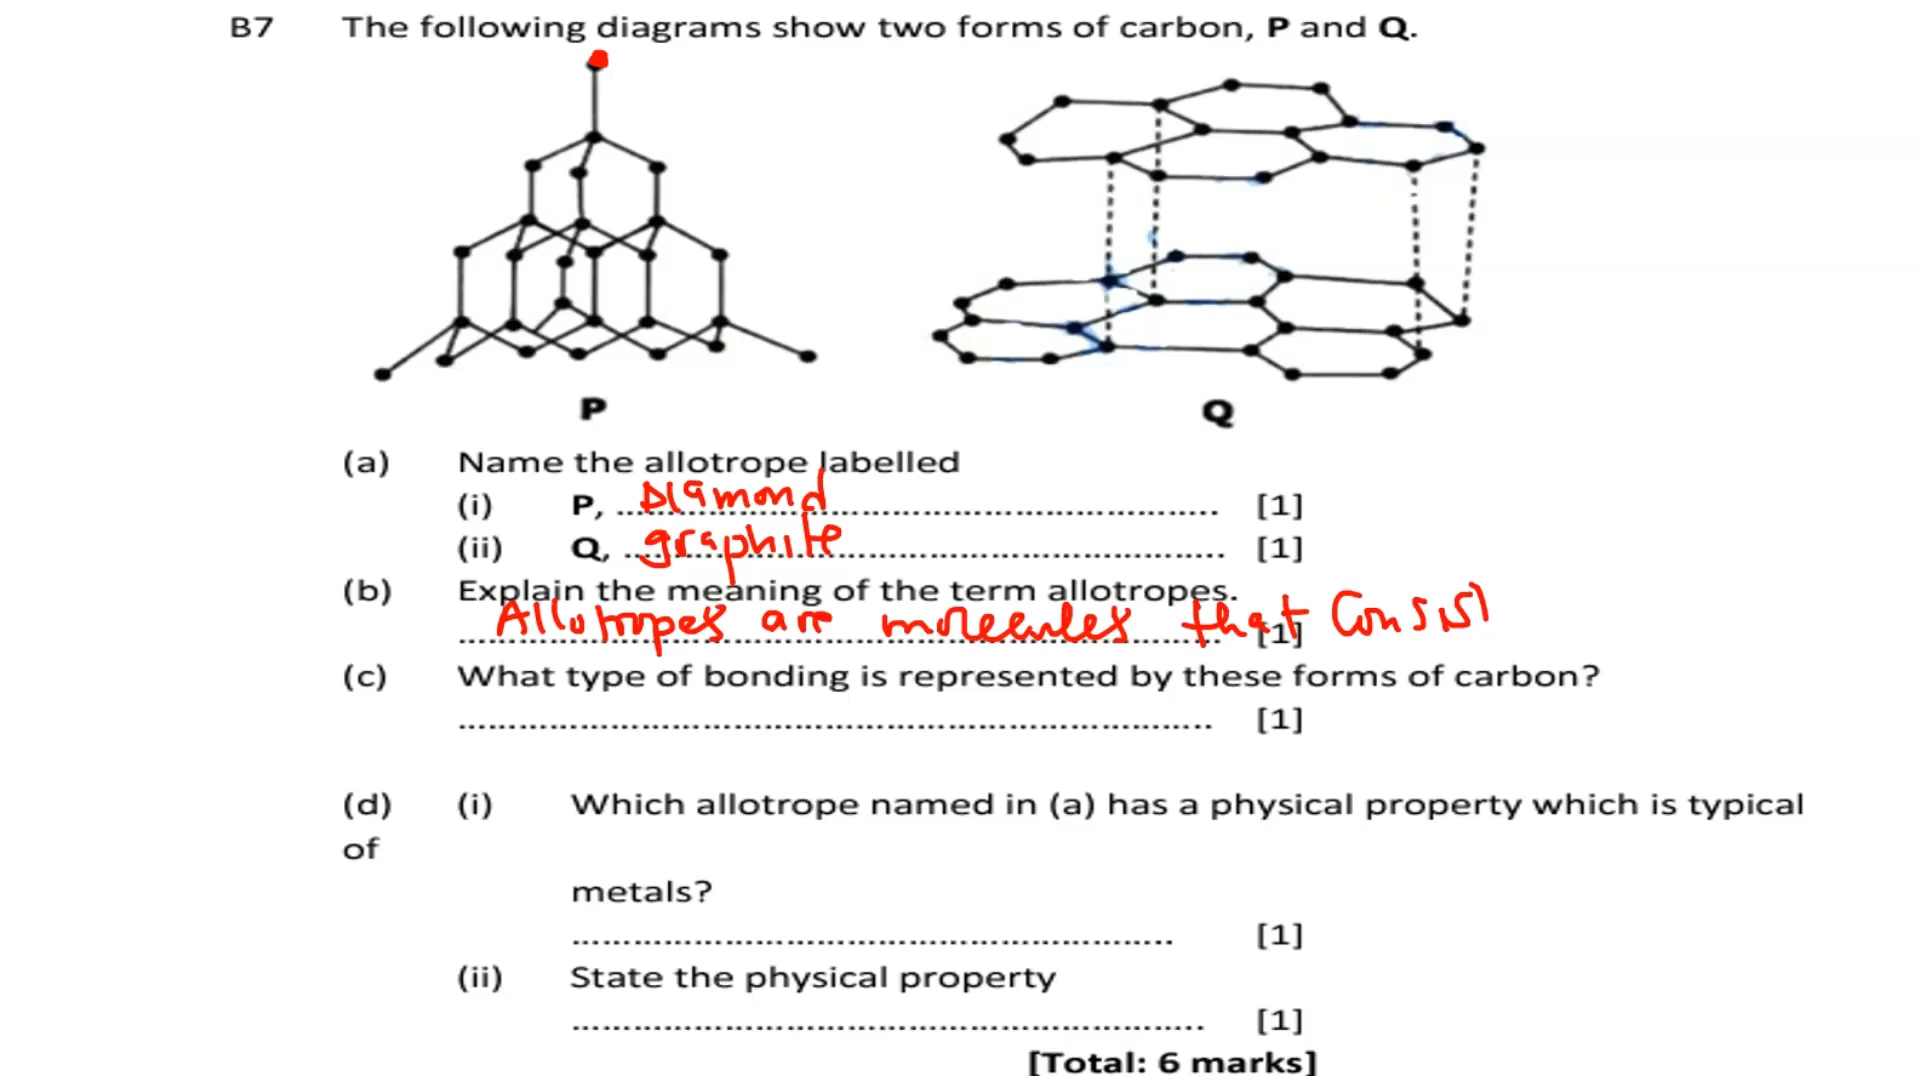 B7 The following diagrams show two forms of carbon, P and Q.
P Q
(a) Name the allotrope labelled
(i) P, Diamond [1]
(ii) Q, graphite [1]
(b) Explain the meaning of the term allotropes.
Allotropes are molecules that consist [1]
(c) What type of bonding is represented by these forms of carbon?
[1]
(d) (i) Which allotrope named in (a) has a physical property which is typical
of
metals?
[1]
(ii) State the physical property
[1]
[Total: 6 marks]